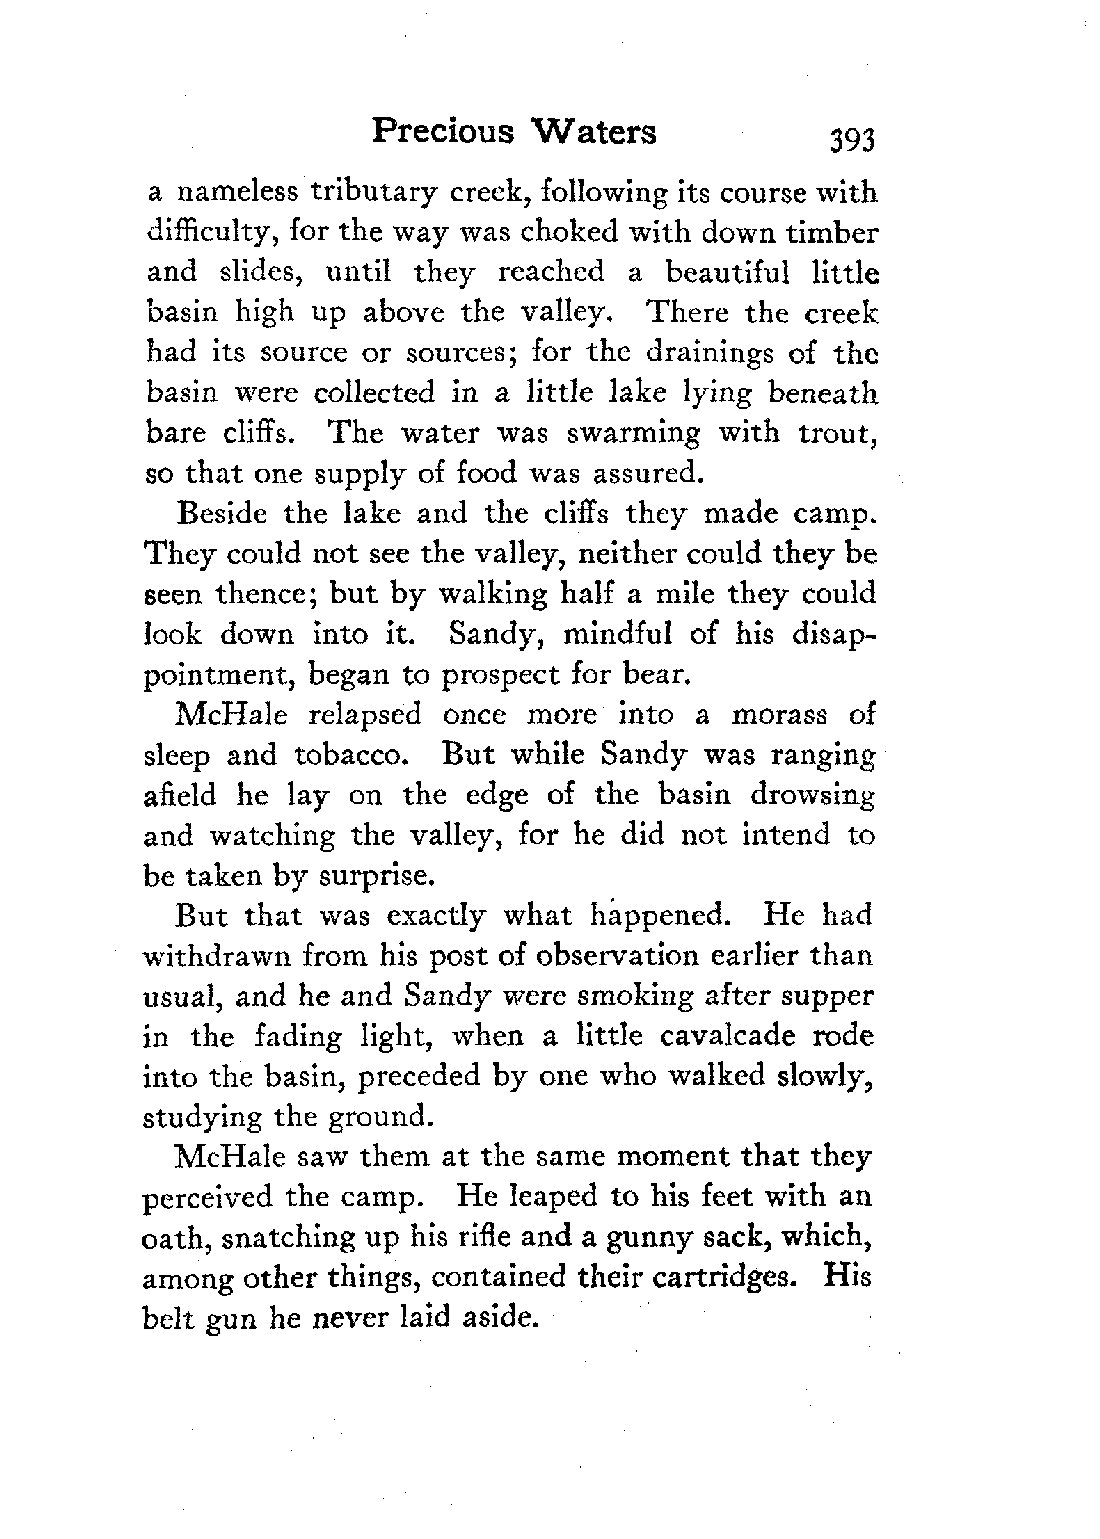 Precious Waters 393
a nameless tributary creek, following its course with
difficulty, for the way was choked with down timber
and slides, until they reached a beautiful little
basin high up above the valley. There the creek
had its source or sources; for the drainings of the
basin were collected in a little lake lying beneath
bare cliffs. The water was swarming with trout,
so that one supply of food was assured.
Beside the lake and the cliffs they made camp.
They could not see the valley, neither could they be
seen thence; but by walking half a mile they could
look down into it. Sandy, mindful of his disap-
pointment, began to prospect for bear.
McHale relapsed once more into a morass of
sleep and tobacco. But while Sandy was ranging
afield he lay on the edge of the basin drowsing
and watching the valley, for he did not intend to
be taken by surprise.
But that was exactly what happened. He had
withdrawn from his post of observation earlier than
usual, and he and Sandy were smoking after supper
in the fading light, when a little cavalcade rode
into the basin, preceded by one who walked slowly,
studying the ground.
McHale saw them at the same moment that they
perceived the camp. He leaped to his feet with an
oath, snatching up his rifle and a gunny sack, which,
among other things, contained their cartridges. His
belt gun he never laid aside.